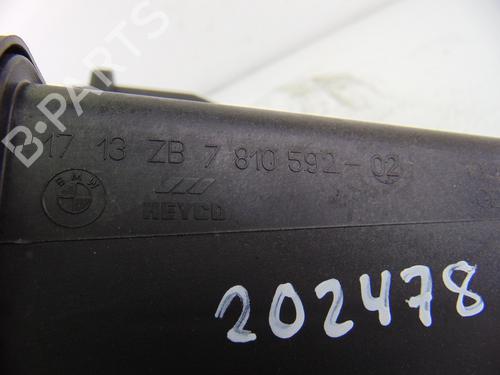 B-PARTS
17 13 ZB 7 810 592-02
BMW
HEYCO
202478